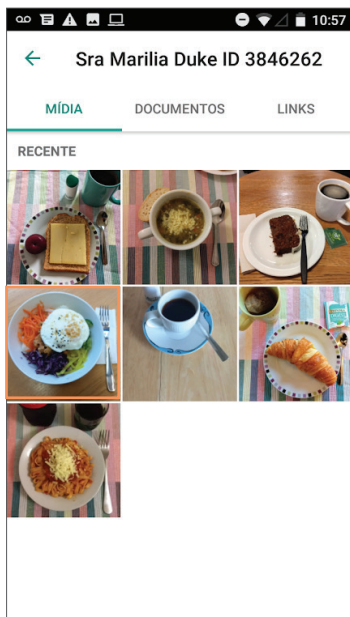 10:57
Sra Marilia Duke ID 3846262
MÍDIA DOCUMENTOS LINKS
RECENTE